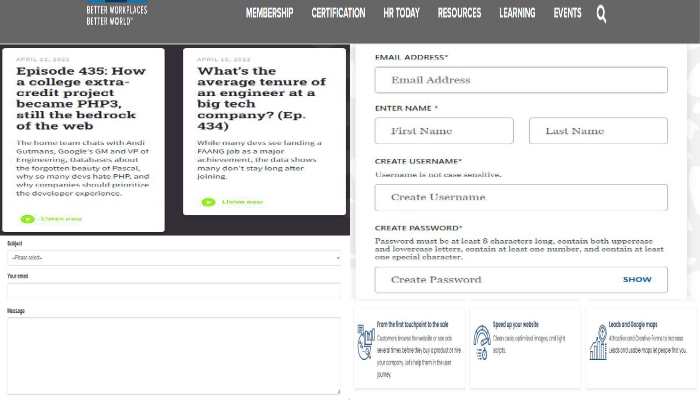 BETTER WORKPLACES
BETTER WORLD®
MEMBERSHIP CERTIFICATION HR TODAY RESOURCES LEARNING EVENTS
APRIL 22, 2022
Episode 435: How
a college extra-
credit project
became PHP3,
still the bedrock
of the web
The home team chats with Andi
Gutmans, Google's GM and VP of
Engineering, Databases about
the forgotten beauty of Pascal,
why so many devs hate PHP, and
why companies should prioritize
the developer experience.
Listen now
APRIL 19, 2022
What's the
average tenure of
an engineer at a
big tech
company? (Ep.
434)
While many devs see landing a
FAANG job as a major
achievement, the data shows
many don't stay long after
joining.
Listen now
EMAIL ADDRESS*
Email Address
ENTER NAME *
First Name Last Name
CREATE USERNAME*
Username is not case sensitive.
Create Username
CREATE PASSWORD*
Password must be at least 8 characters long, contain both uppercase
and lowercase letters, contain at least one number, and contain at least
one special character.
Create Password SHOW
Subject
--Please select--
Your email
Message
From the first touchpoint to the sale
Customers browse the website or see ads
several times before they buy a product or hire
your company. Let's help them in the user
journey.
Speed up your website
Clean code, optimized images, and light
scripts.
Leads and Google maps
Attractive and Creative Forms to Increase
Leads and usable maps let people find you.